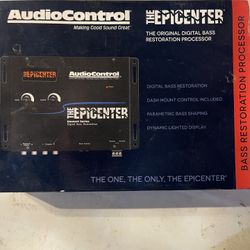 AudioControl
Making Good Sound Great
THE EPICENTER
THE ORIGINAL DIGITAL BASS
RESTORATION PROCESSOR
DIGITAL BASS RESTORATION
DASH MOUNT CONTROL INCLUDED
PARAMETRIC BASS SHAPING
DYNAMIC LIGHTED DISPLAY
THE EPICENTER
AudioControl
THE EPICENTER
THE ONE, THE ONLY, THE EPICENTER
BASS RESTORATION PROCESSOR